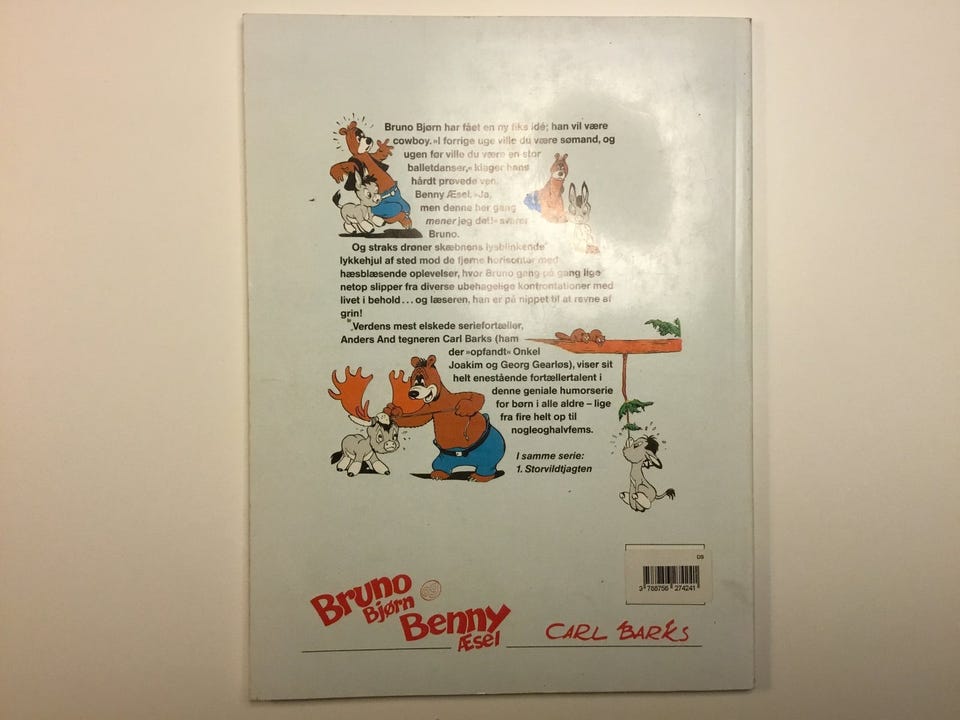 Bruno Bjørn har fået en ny fiks idé; han vil være
cowboy. »I forrige uge ville du være sømand, og
ugen før ville du være en stor
balletdanser,« klager hans
hårdt prøvede ven,
Benny Æsel. »Ja,
men denne her gang
mener jeg det!« sværer
Bruno.
Og straks drøner skæbnens lysblinkende
lykkehjul af sted mod de fjerne horisonter med
hæsblæsende oplevelser, hvor Bruno gang på gang lige
netop slipper fra diverse ubehagelige konfrontationer med
livet i behold . . . og læseren, han er på nippet til at revne af
grin!
Verdens mest elskede seriefortæller,
Anders And tegneren Carl Barks (ham
der »opfandt« Onkel
Joakim og Georg Gearløs), viser sit
helt enestående fortællertalent i
denne geniale humorserie
for børn i alle aldre – lige
fra fire helt op til
nogleoghalvfems.
I samme serie:
1. Storvildtjagten
09
9 788756 274241
Bruno
Bjørn
Benny
Æsel
CARL BARKS